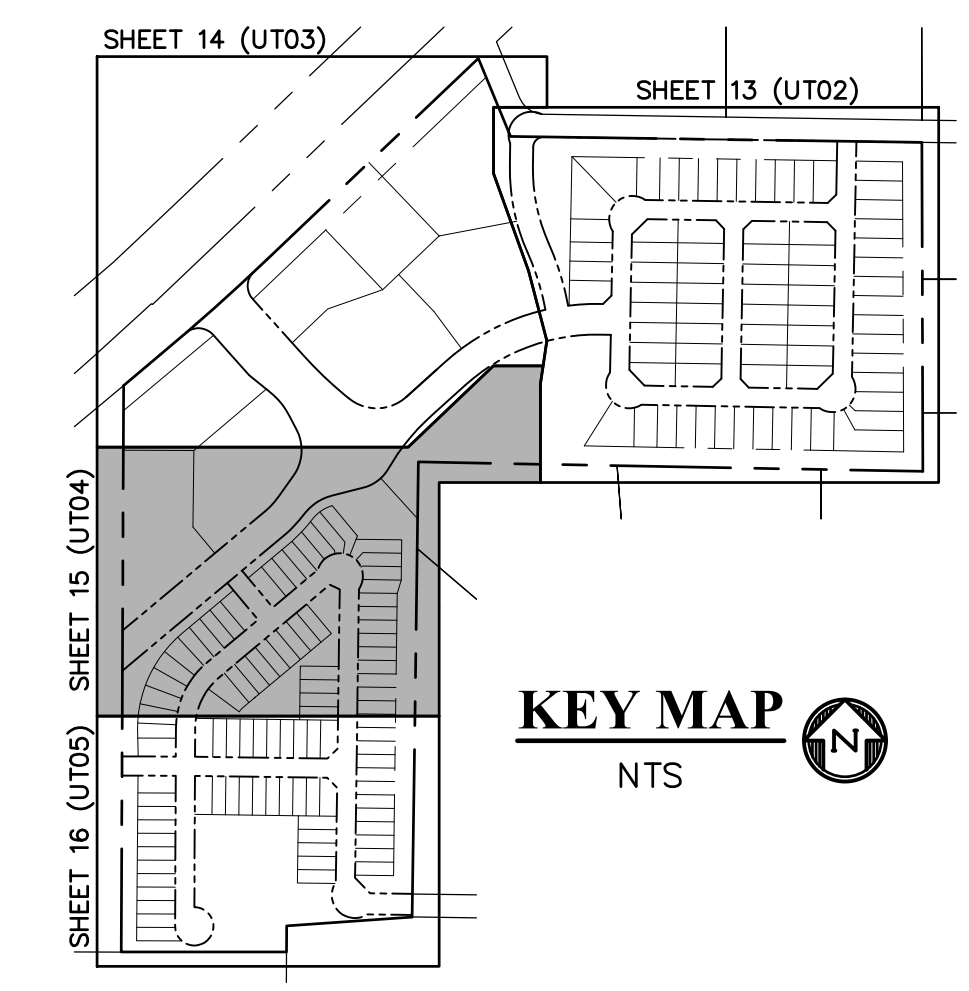 SHEET 14 (UT03)
SHEET 13 (UT02)
SHEET 15 (UT04)
SHEET 16 (UT05)
KEY MAP
NTS
N